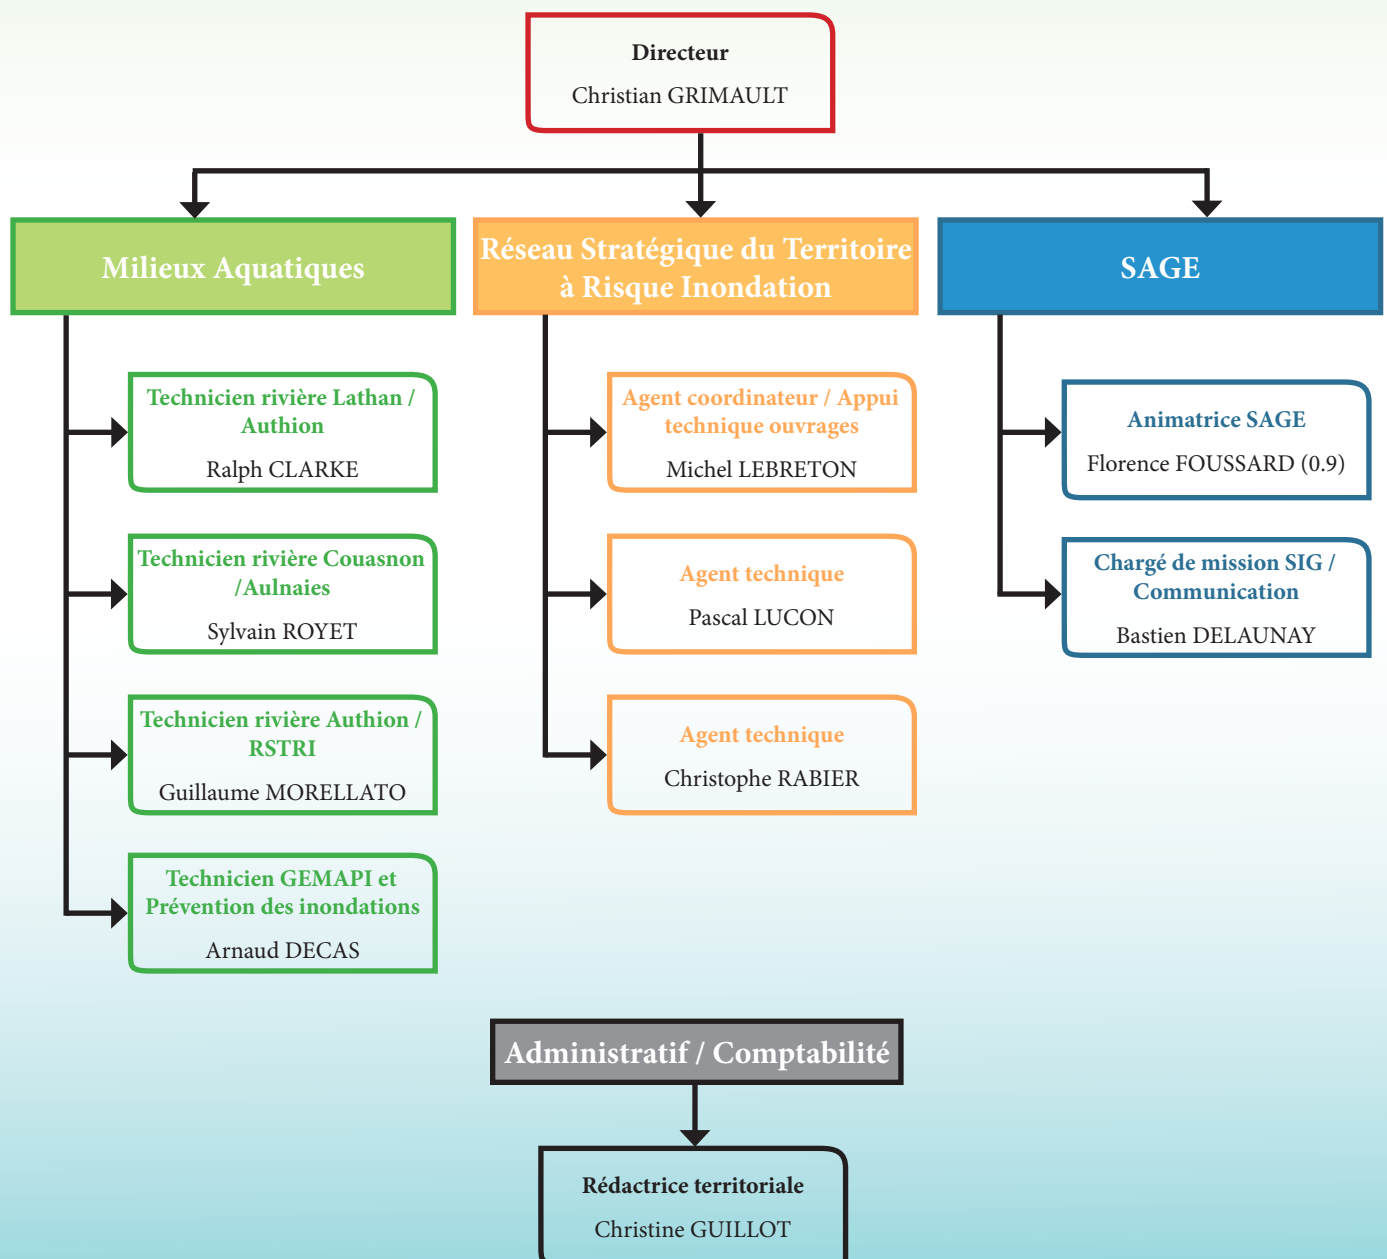 Directeur
Christian GRIMAULT
Milieux Aquatiques
Technicien rivière Lathan /
Authion
Ralph CLARKE
Technicien rivière Couasnon
/Aulnaies
Sylvain ROYET
Technicien rivière Authion /
RSTRI
Guillaume MORELLATO
Technicien GEMAPI et
Prévention des inondations
Arnaud DECAS
Réseau Stratégique du Territoire
à Risque Inondation
Agent coordinateur / Appui
technique ouvrages
Michel LEBRETON
Agent technique
Pascal LUCON
Agent technique
Christophe RABIER
SAGE
Animatrice SAGE
Florence FOUSSARD (0.9)
Chargé de mission SIG /
Communication
Bastien DELAUNAY
Administratif / Comptabilité
Rédactrice territoriale
Christine GUILLOT